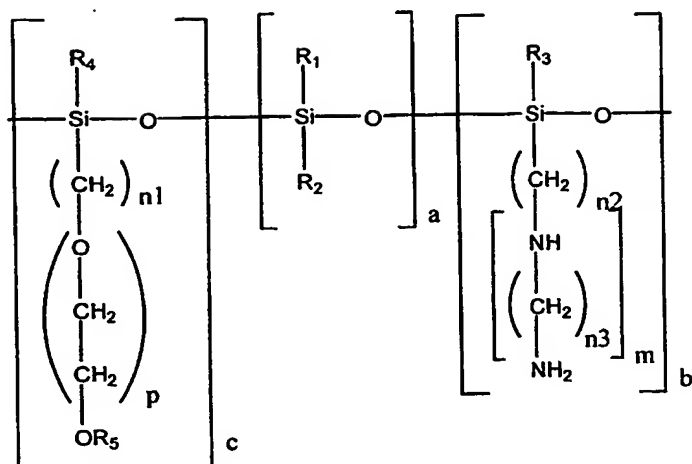 R4 R1 R3
Si O Si O Si O
(CH2)n1 R2 (CH2)n2
a
O NH
CH2 (CH2)n3
CH2 p NH2 m
b
OR5 c